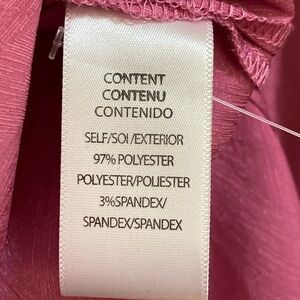 CONTENT
CONTENU
CONTENIDO
SELF/SOI/EXTERIOR
97% POLYESTER
POLYESTER/POLIESTER
3%SPANDEX/
SPANDEX/SPANDEX